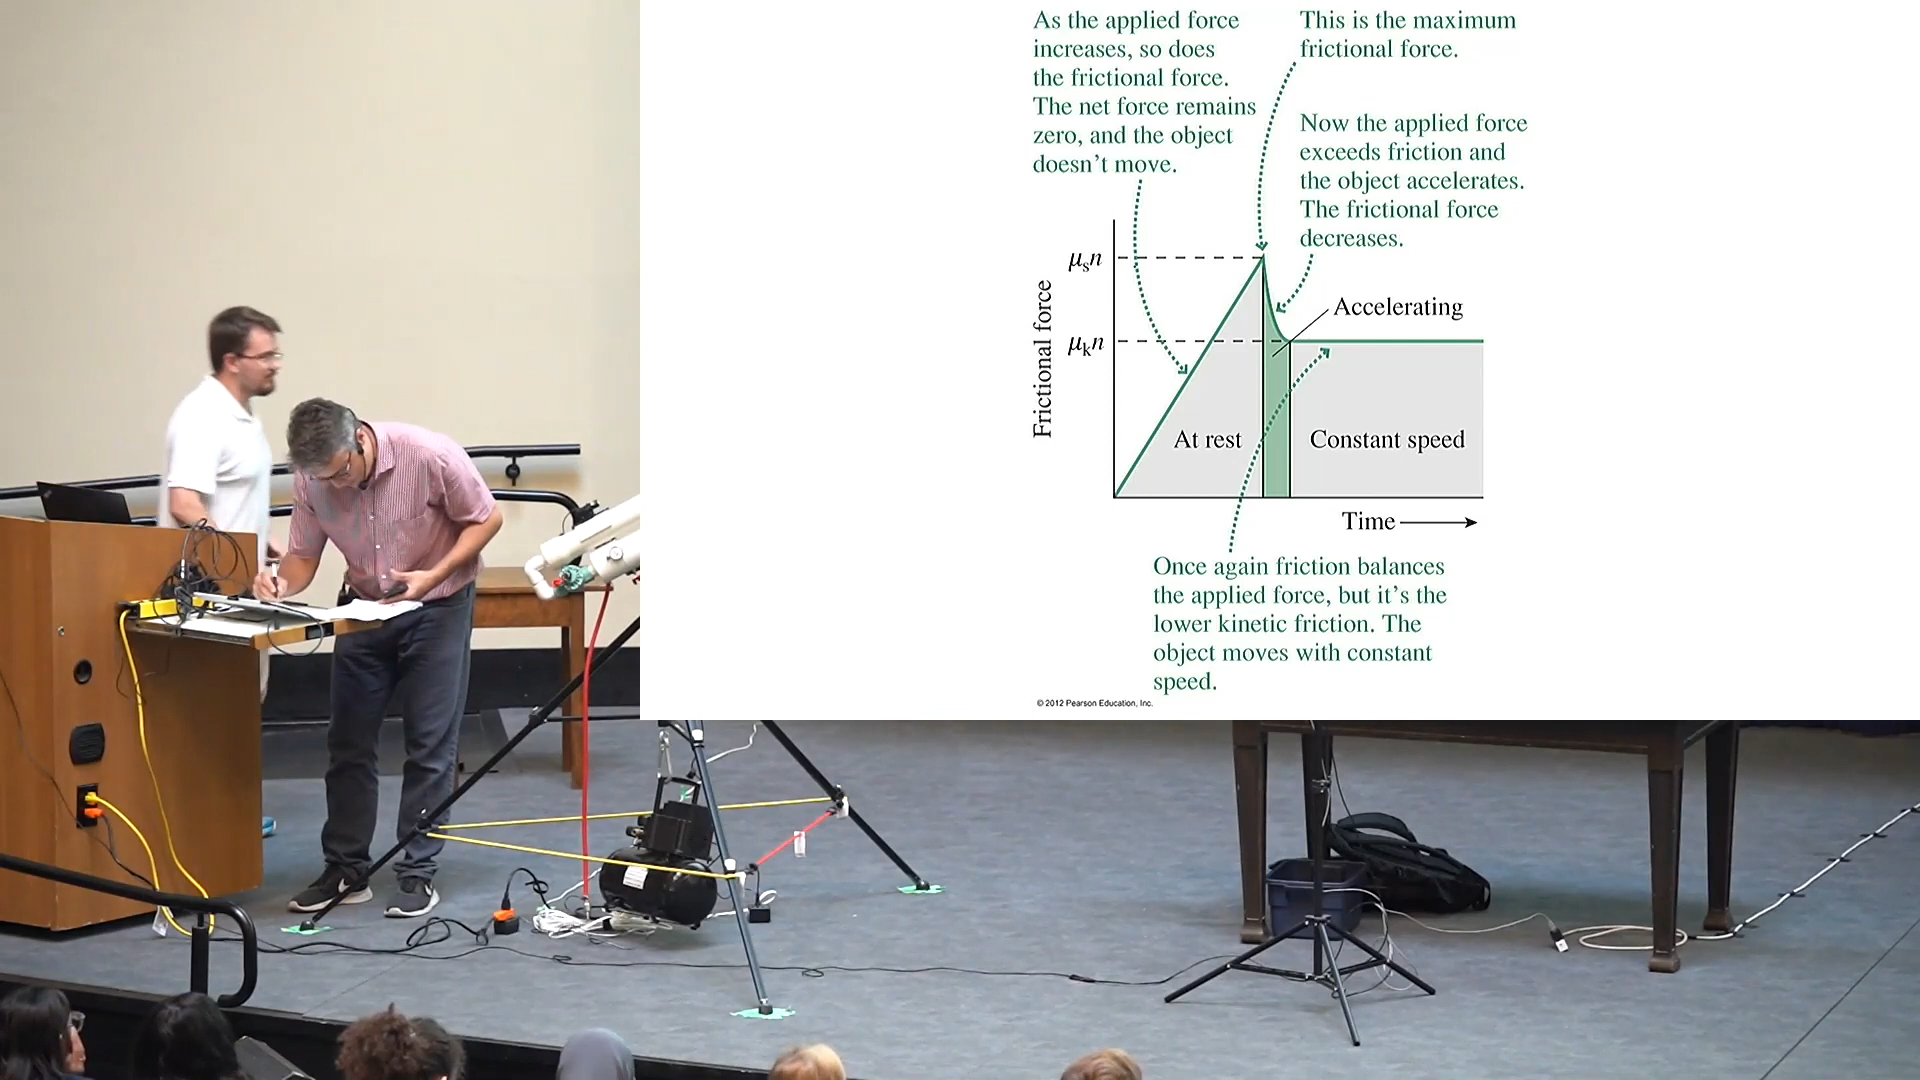 As the applied force
increases, so does
the frictional force.
The net force remains
zero, and the object
doesn’t move.
This is the maximum
frictional force.
Now the applied force
exceeds friction and
the object accelerates.
The frictional force
decreases.
μsn
μkn
Frictional force
Accelerating
At rest
Constant speed
Time
Once again friction balances
the applied force, but it’s the
lower kinetic friction. The
object moves with constant
speed.
© 2012 Pearson Education, Inc.